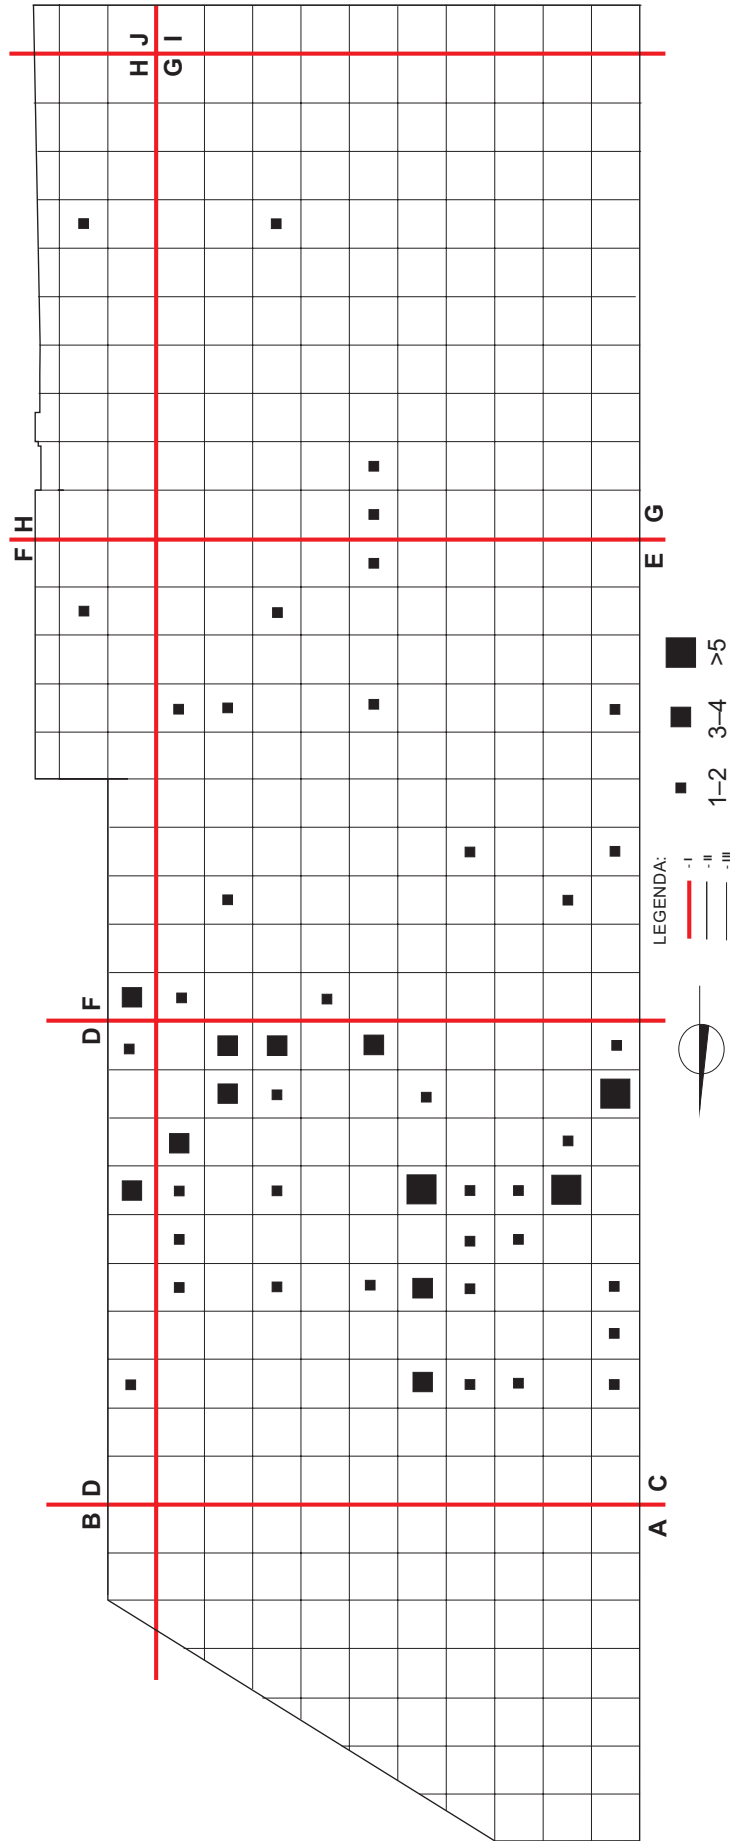 H J
G I
F H
E G
D F
B D
A C
LEGENDA:
- I
- II
- III
1–2
3–4
>5